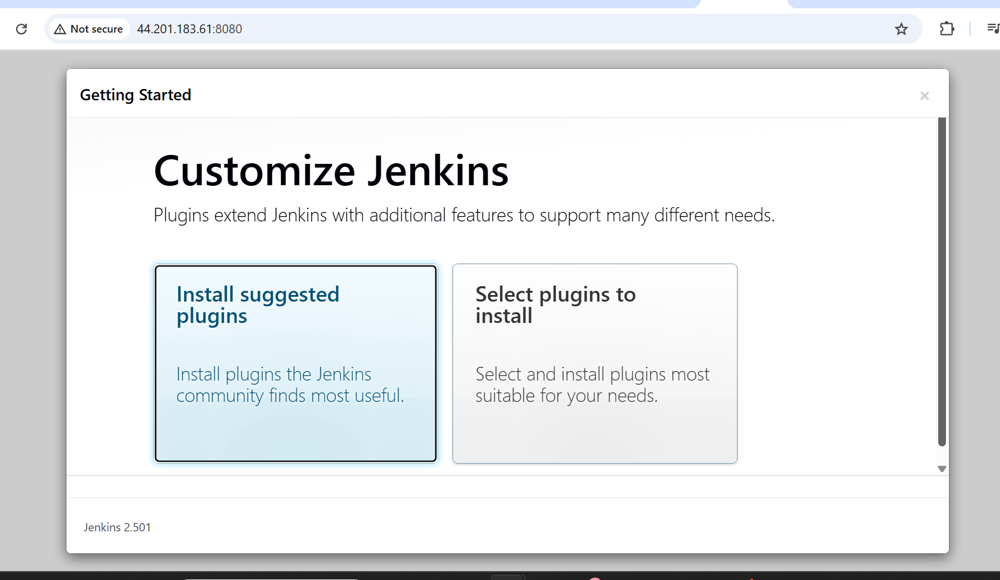 Not secure 44.201.183.61:8080
Getting Started
Customize Jenkins
Plugins extend Jenkins with additional features to support many different needs.
Install suggested
plugins
Install plugins the Jenkins
community finds most useful.
Select plugins to
install
Select and install plugins most
suitable for your needs.
Jenkins 2.501